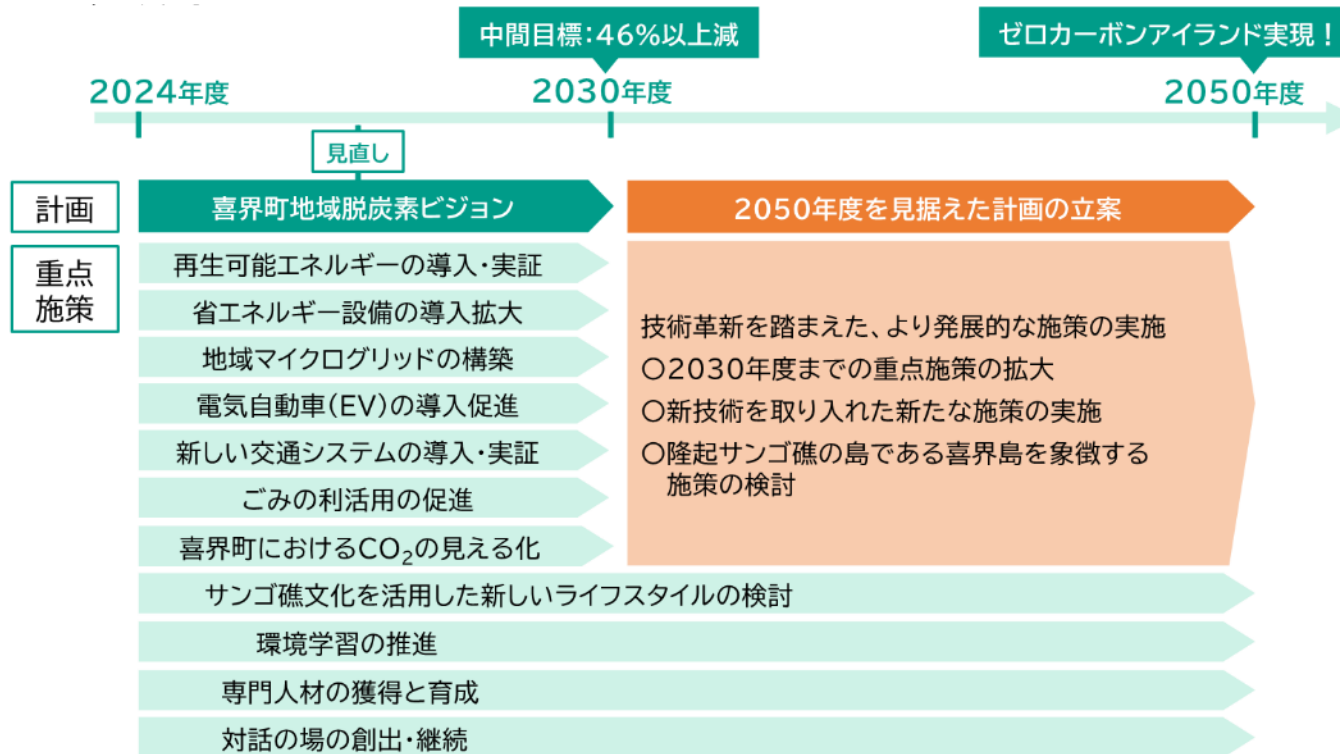 中間目標：46%以上減
ゼロカーボンアイランド実現！
2024年度
2030年度
2050年度
見直し
計画
喜界町地域脱炭素ビジョン
2050年度を見据えた計画の立案
重点
施策
再生可能エネルギーの導入・実証
省エネルギー設備の導入拡大
地域マイクログリッドの構築
電気自動車（EV）の導入促進
新しい交通システムの導入・実証
ごみの利活用の促進
喜界町におけるCO₂の見える化
技術革新を踏まえた、より発展的な施策の実施
○2030年度までの重点施策の拡大
○新技術を取り入れた新たな施策の実施
○隆起サンゴ礁の島である喜界島を象徴する
施策の検討
サンゴ礁文化を活用した新しいライフスタイルの検討
環境学習の推進
専門人材の獲得と育成
対話の場の創出・継続